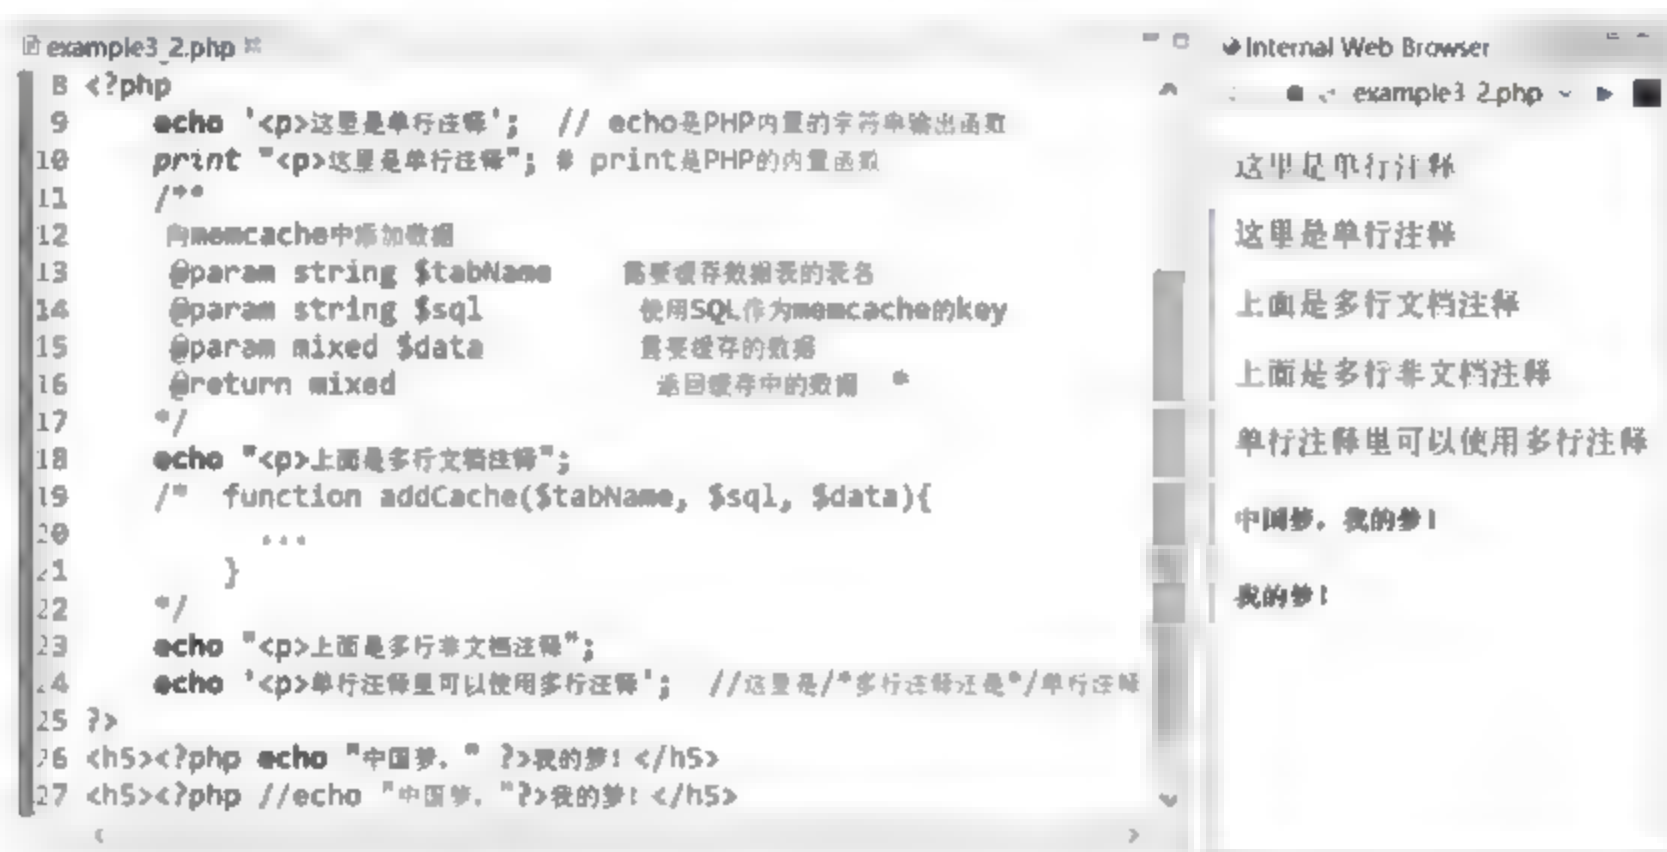 example3_2.php
8 <?php
9 echo '<p>这里是单行注释'; // echo是PHP内置的字符串输出函数
10 print "<p>这里是单行注释"; # print是PHP的内置函数
11 /**
12 向memcache中添加数据
13 @param string $tabName 需要缓存数据表的表名
14 @param string $sql 使用SQL作为memcache的key
15 @param mixed $data 需要缓存的数据
16 @return mixed 返回缓存中的数据 *
17 */
18 echo "<p>上面是多行文档注释";
19 /* function addCache($tabName, $sql, $data){
20 ...
21 }
22 */
23 echo "<p>上面是多行非文档注释";
24 echo '<p>单行注释里可以使用多行注释'; //这里是/*多行注释还是*/单行注释
25 ?>
26 <h5><?php echo "中国梦，" ?>我的梦！</h5>
27 <h5><?php //echo "中国梦，"?>我的梦！</h5>
Internal Web Browser
example3_2.php
这里是单行注释
这里是单行注释
上面是多行文档注释
上面是多行非文档注释
单行注释里可以使用多行注释
中国梦，我的梦！
我的梦！